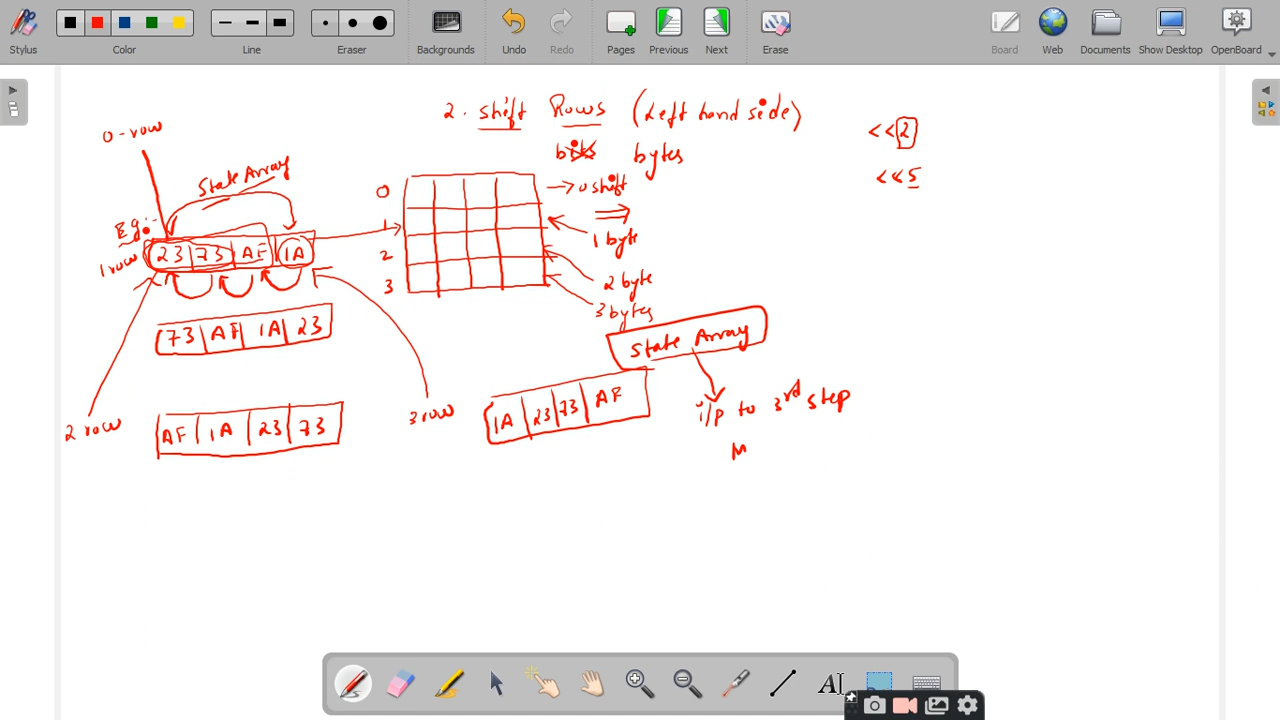 Stylus
Color
Line
Eraser
Backgrounds
Undo
Redo
Pages
Previous
Next
Erase
Board
Web
Documents
Show Desktop
OpenBoard
2. Shift Rows (Left hand side)
bits bytes
<<2
<<5
0-row
State Array
Eg:-
1 row 23 73 AF 1A
73 AF 1A 23
2 row AF 1A 23 73
3 row 1A 23 73 AF
0 → 0 shift
1 1 byte
2 2 byte
3 3 bytes
State Array
i/p to 3rd step
M
AI